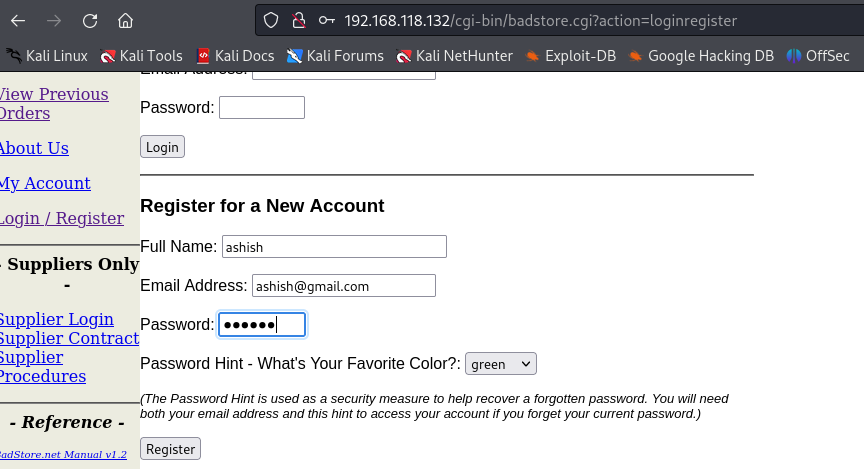 192.168.118.132/cgi-bin/badstore.cgi?action=loginregister
Kali Linux Kali Tools Kali Docs Kali Forums Kali NetHunter Exploit-DB Google Hacking DB OffSec
Email Address:
View Previous
Orders
About Us
My Account
Login / Register
- Suppliers Only
-
Supplier Login
Supplier Contract
Supplier
Procedures
- Reference -
BadStore.net Manual v1.2
Password:
Login
Register for a New Account
Full Name: ashish
Email Address: ashish@gmail.com
Password: ●●●●●●
Password Hint - What's Your Favorite Color?: green
(The Password Hint is used as a security measure to help recover a forgotten password. You will need
both your email address and this hint to access your account if you forget your current password.)
Register